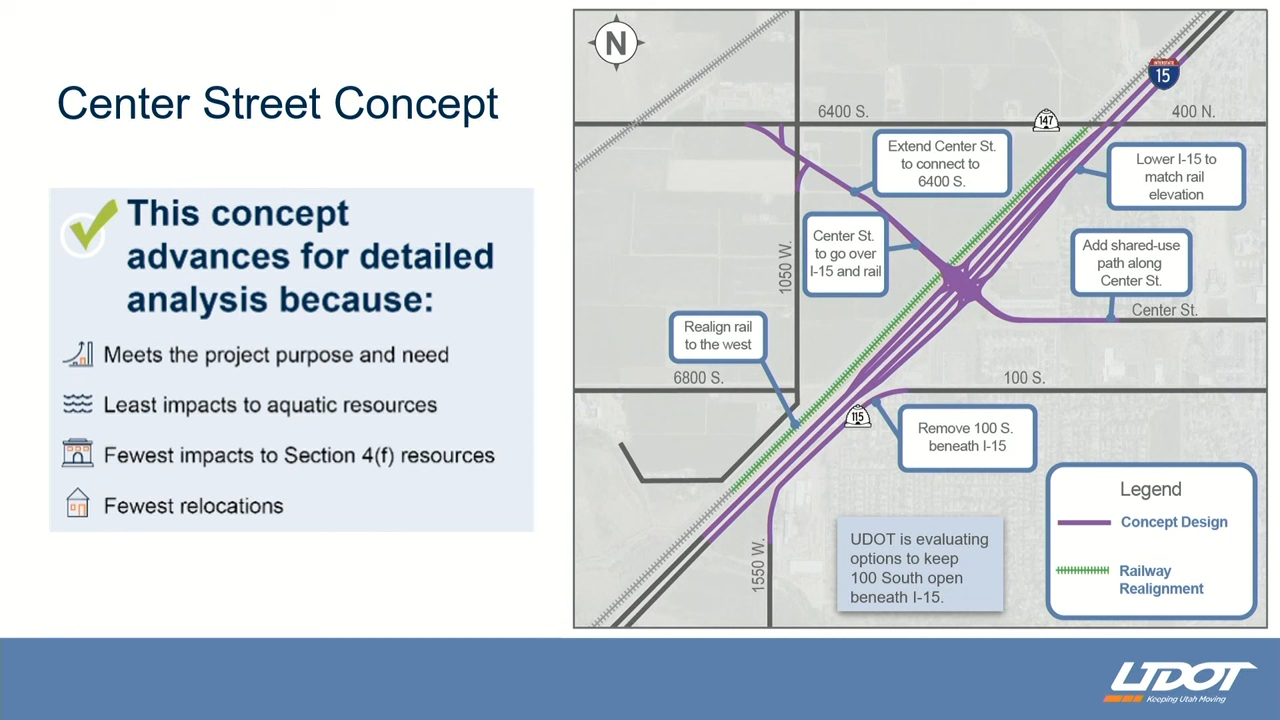 Center Street Concept
This concept
advances for detailed
analysis because:
Meets the project purpose and need
Least impacts to aquatic resources
Fewest impacts to Section 4(f) resources
Fewest relocations
N
INTERSTATE
15
6400 S.
147
400 N.
Extend Center St.
to connect to
6400 S.
Lower I-15 to
match rail
elevation
Center St.
to go over
I-15 and rail
1050 W.
Add shared-use
path along
Center St.
Center St.
Realign rail
to the west
6800 S.
100 S.
115
Remove 100 S.
beneath I-15
1550 W.
UDOT is evaluating
options to keep
100 South open
beneath I-15.
Legend
Concept Design
Railway
Realignment
UDOT
Keeping Utah Moving